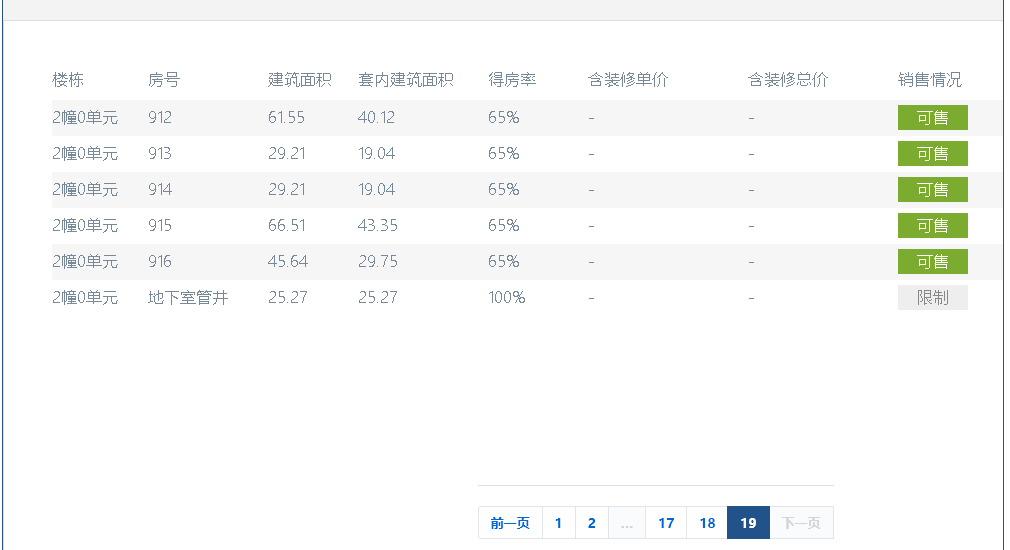 楼栋 房号 建筑面积 套内建筑面积 得房率 含装修单价 含装修总价 销售情况
2幢0单元 912 61.55 40.12 65% - - 可售
2幢0单元 913 29.21 19.04 65% - - 可售
2幢0单元 914 29.21 19.04 65% - - 可售
2幢0单元 915 66.51 43.35 65% - - 可售
2幢0单元 916 45.64 29.75 65% - - 可售
2幢0单元 地下室管井 25.27 25.27 100% - - 限制
前一页 1 2 ... 17 18 19 下一页